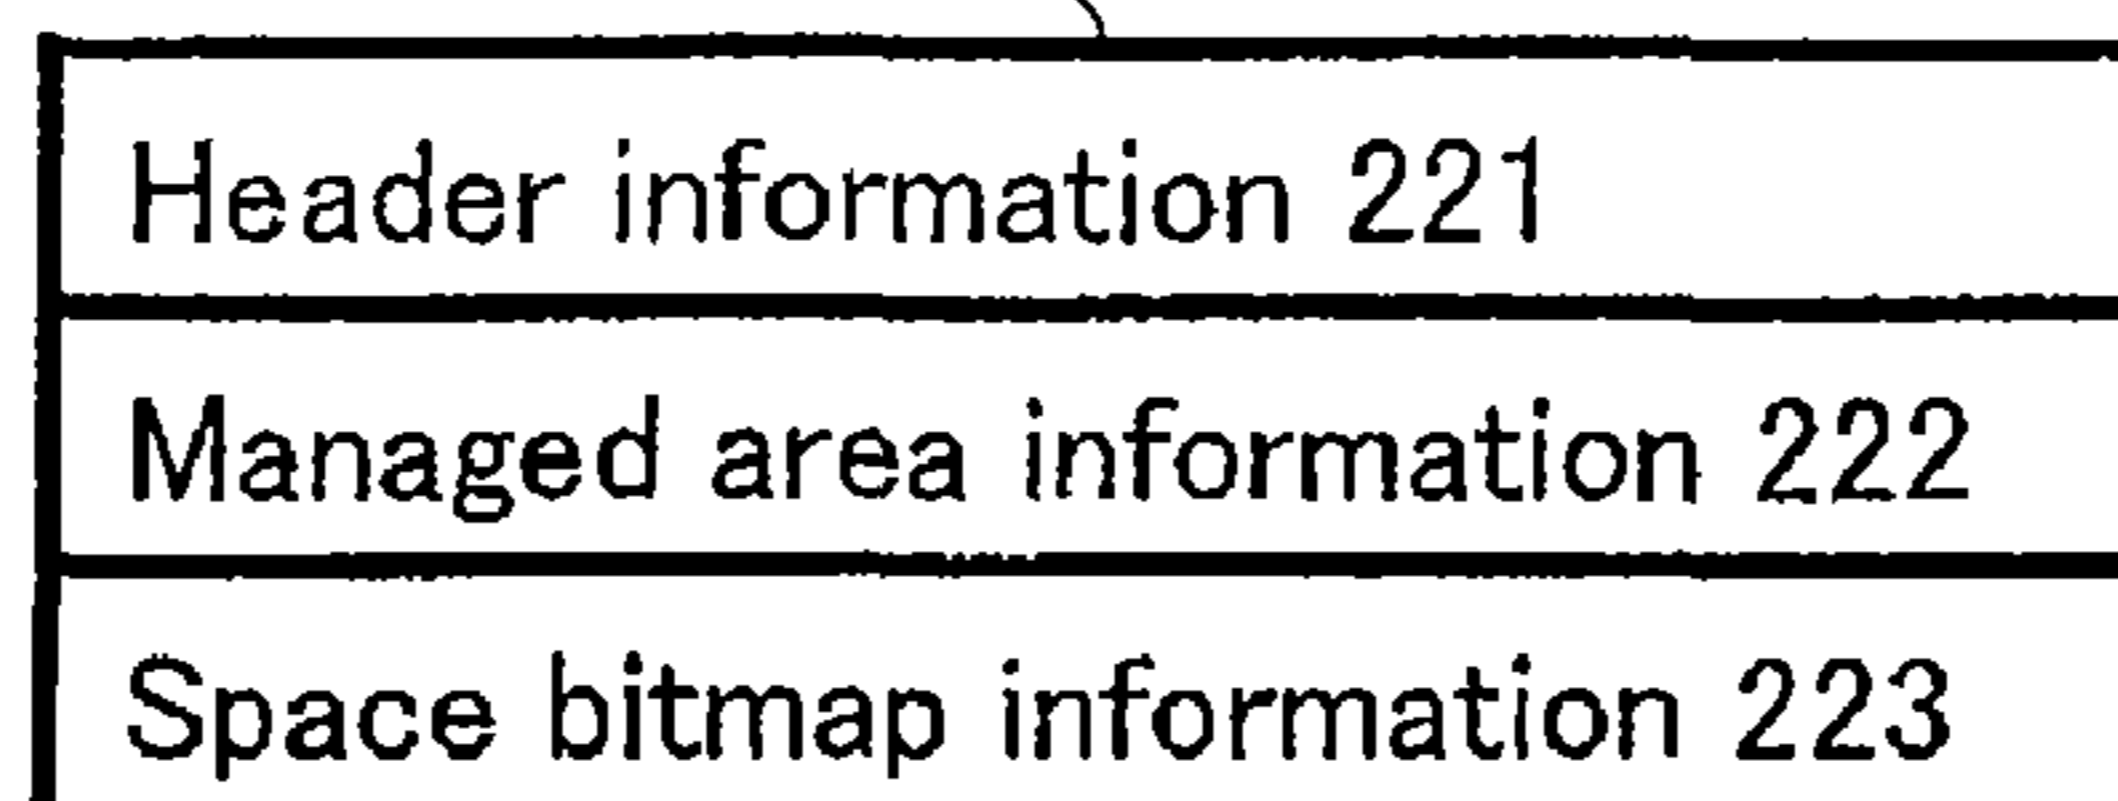 Header information 221
Managed area information 222
Space bitmap information 223